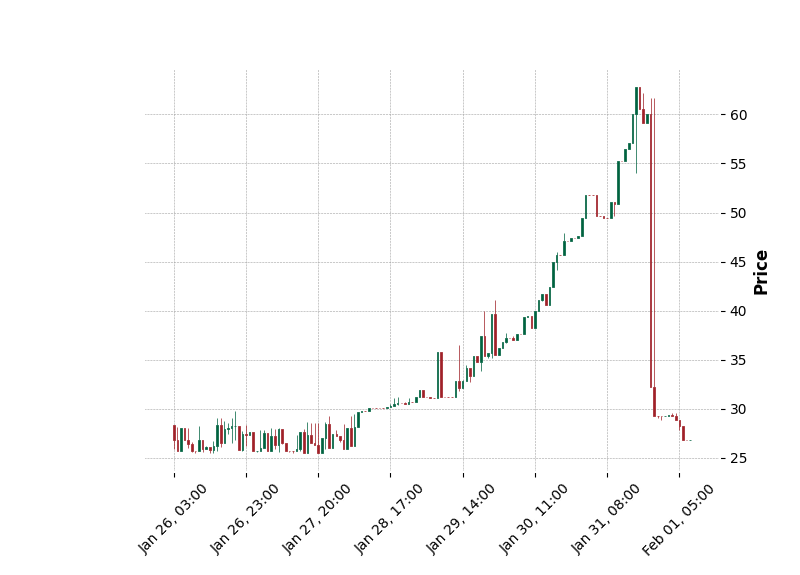 60
55
50
45
40
35
30
25
Price
Jan 26, 03:00
Jan 26, 23:00
Jan 27, 20:00
Jan 28, 17:00
Jan 29, 14:00
Jan 30, 11:00
Jan 31, 08:00
Feb 01, 05:00